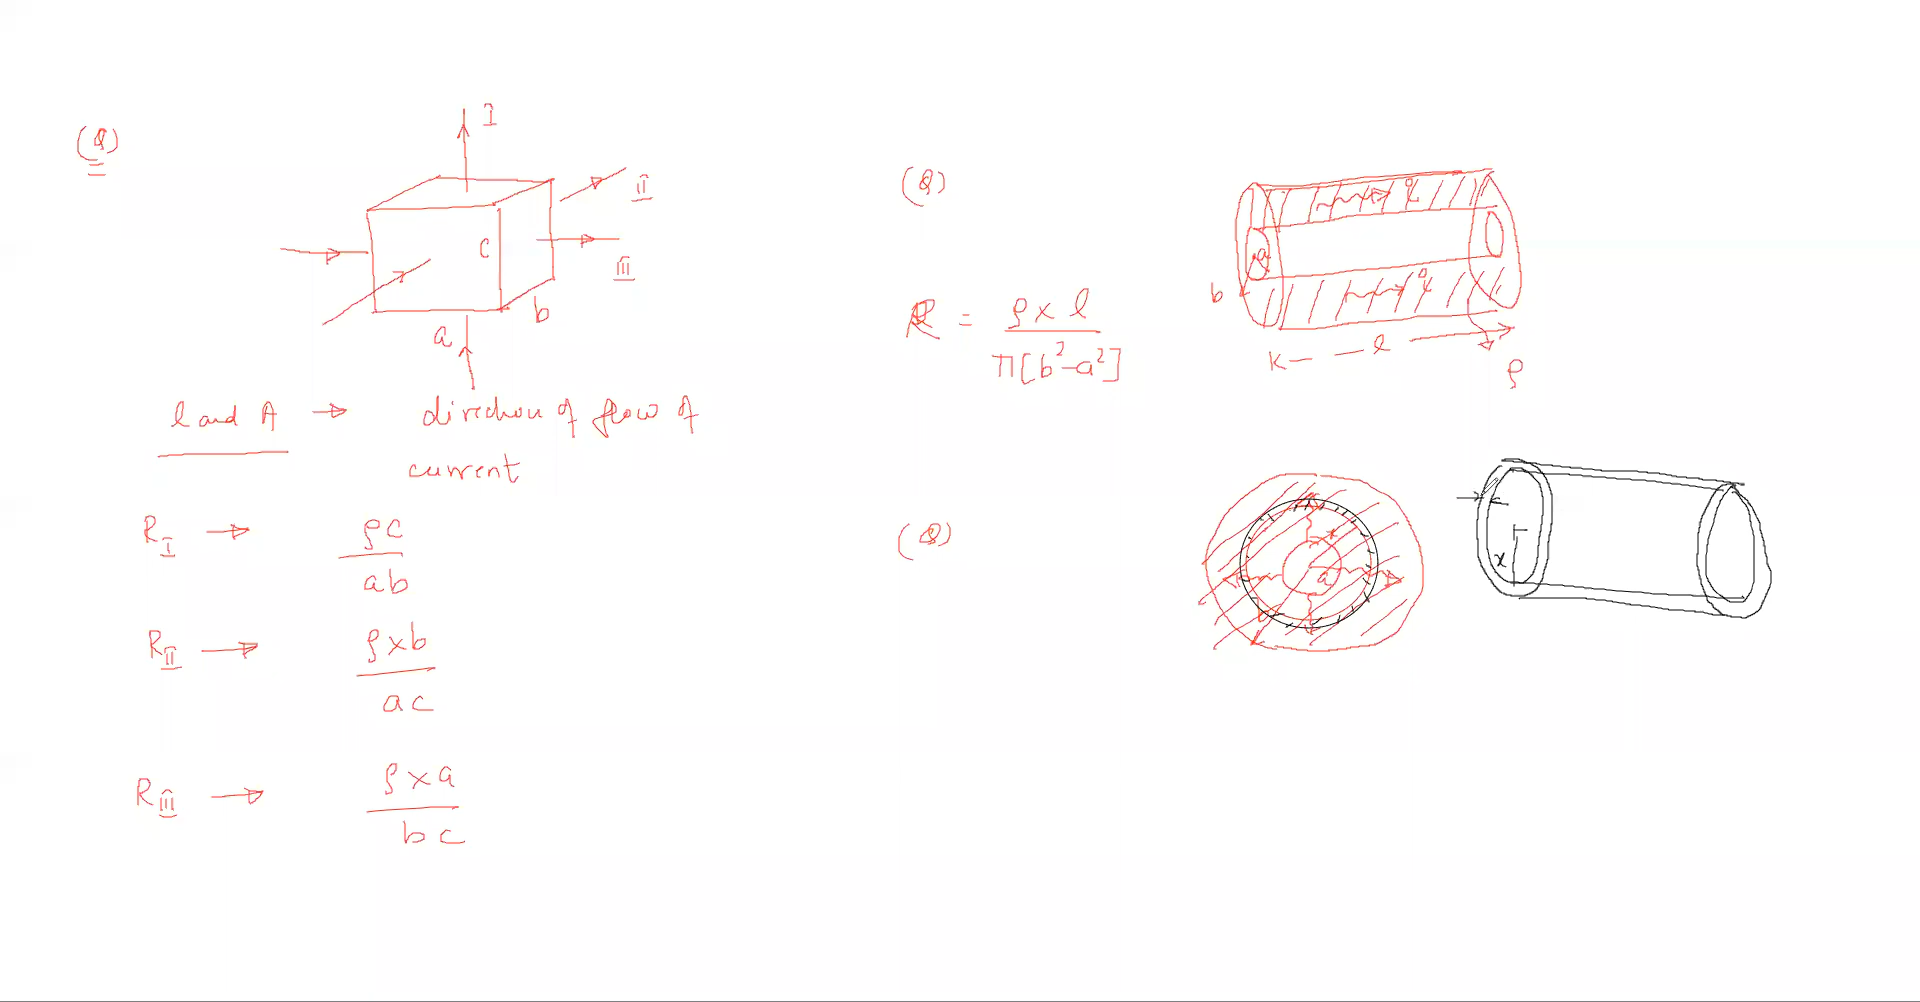 (Q)
I
II
III
c
b
a
l and A → direction of flow of
current
R_I → ρc/ab
R_II → ρ×b/ac
R_III → ρ×a/bc
(Q)
i
a
i
b
l
ρ
R = ρ×l/π[b²-a²]
(Q)
x
a
b
x